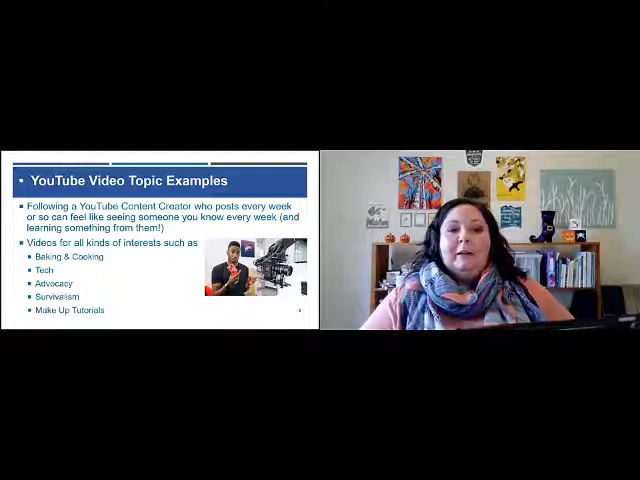 • YouTube Video Topic Examples
▪ Following a YouTube Content Creator who posts every week
or so can feel like seeing someone you know every week (and
learning something from them!)
▪ Videos for all kinds of interests such as
▪ Baking & Cooking
▪ Tech
▪ Advocacy
▪ Survivalism
▪ Make Up Tutorials